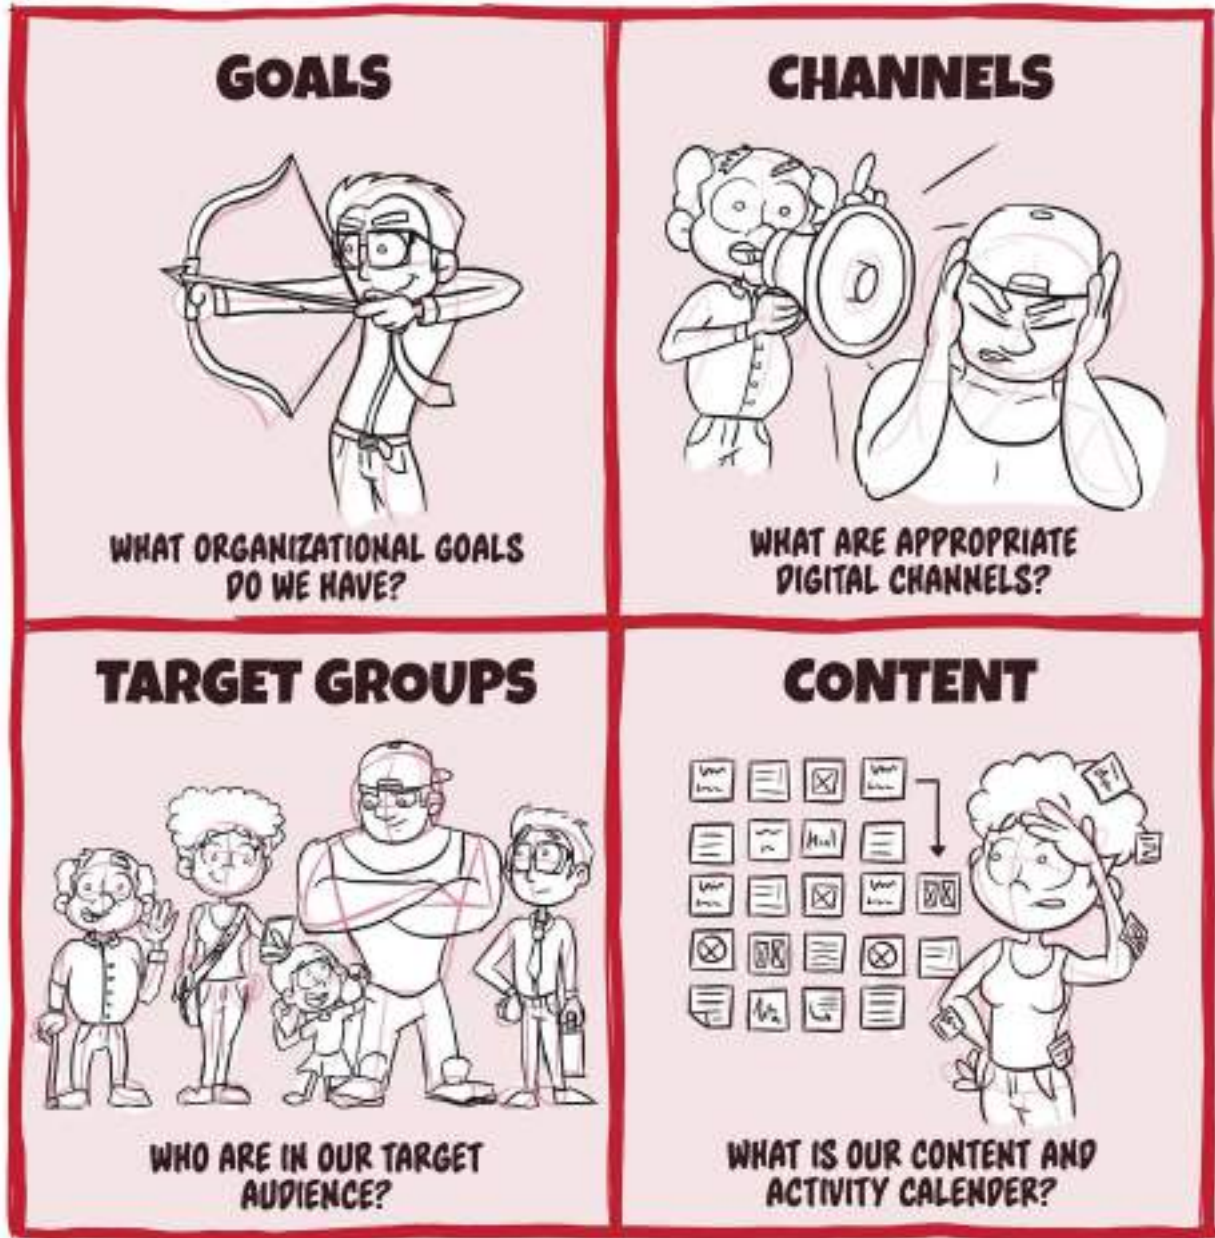 GOALS
WHAT ORGANIZATIONAL GOALS
DO WE HAVE?
CHANNELS
WHAT ARE APPROPRIATE
DIGITAL CHANNELS?
TARGET GROUPS
WHO ARE IN OUR TARGET
AUDIENCE?
CONTENT
WHAT IS OUR CONTENT AND
ACTIVITY CALENDER?